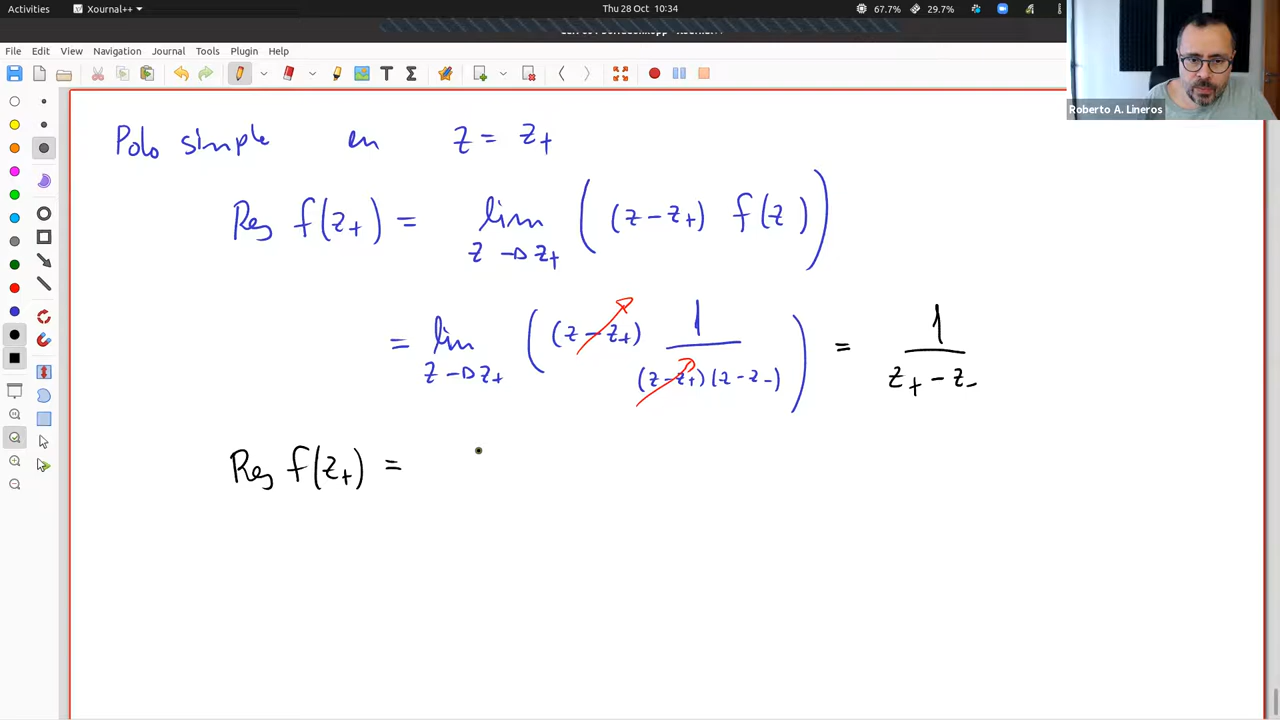 Activities Xournal++ Thu 28 Oct 10:34 67.7% 29.7%
File Edit View Navigation Journal Tools Plugin Help
Roberto A. Lineros
Polo simple en z = z₊
Res f(z₊) = lim z→z₊ ( (z-z₊) f(z) )
= lim z→z₊ ( (z-z₊) 1/((z-z₊)(z-z₋)) ) = 1/(z₊-z₋)
Res f(z₊) =